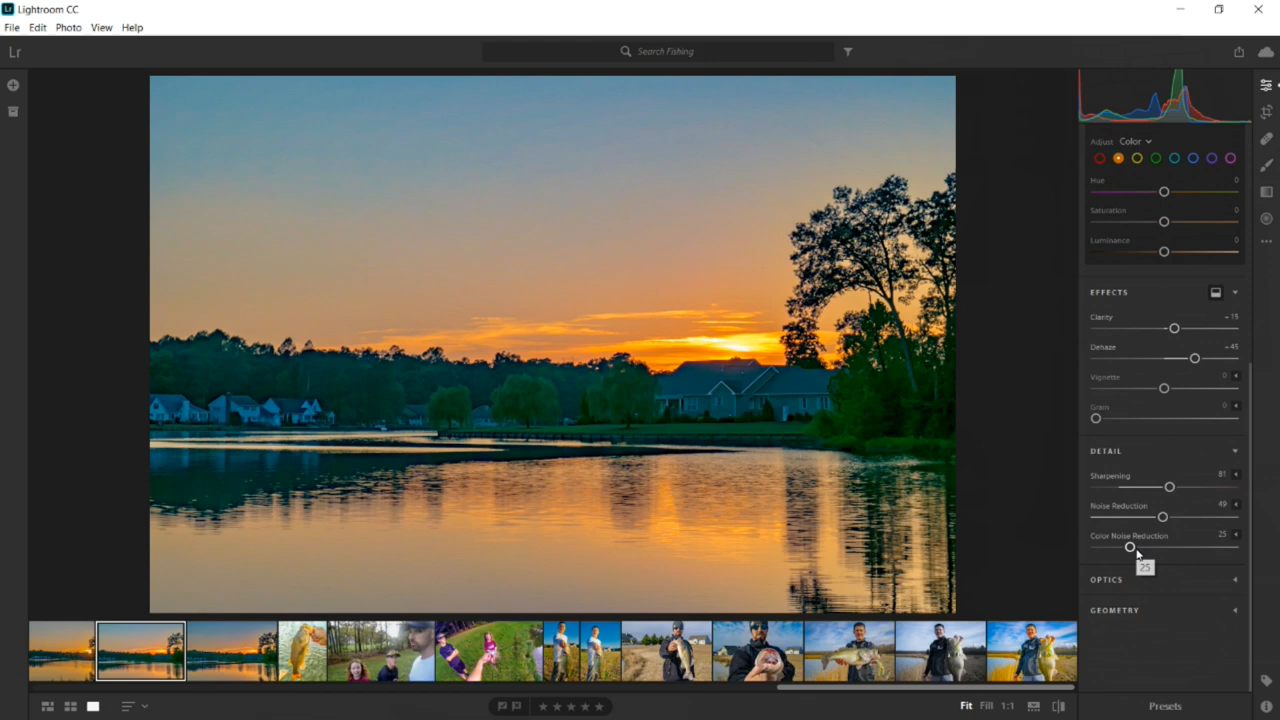 Lr Lightroom CC
File Edit Photo View Help
Lr
Search Fishing
Adjust Color
Hue 0
Saturation 0
Luminance 0
EFFECTS
Clarity +15
Dehaze +45
Vignette 0
Grain 0
DETAIL
Sharpening 81
Noise Reduction 49
Color Noise Reduction 25
25
OPTICS
GEOMETRY
Fit Fill 1:1
Presets